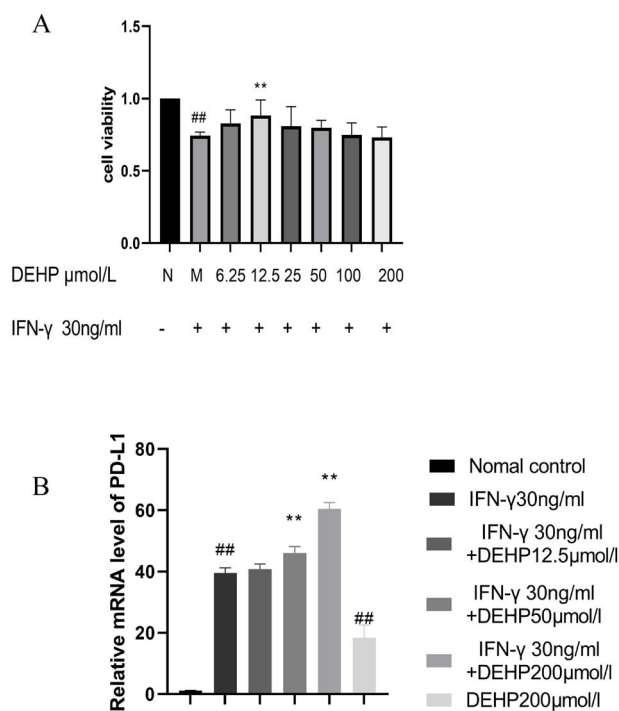 A
1.5
1.0
0.5
0.0
cell viability
##
**
DEHP μmol/L N M 6.25 12.5 25 50 100 200
IFN-γ 30ng/ml - + + + + + + +
B
Relative mRNA level of PD-L1
80
60
40
20
0
##
**
**
##
Nomal control
IFN-γ30ng/ml
IFN-γ 30ng/ml
+DEHP12.5μmol/l
IFN-γ 30ng/ml
+DEHP50μmol/l
IFN-γ 30ng/ml
+DEHP200μmol/l
DEHP200μmol/l